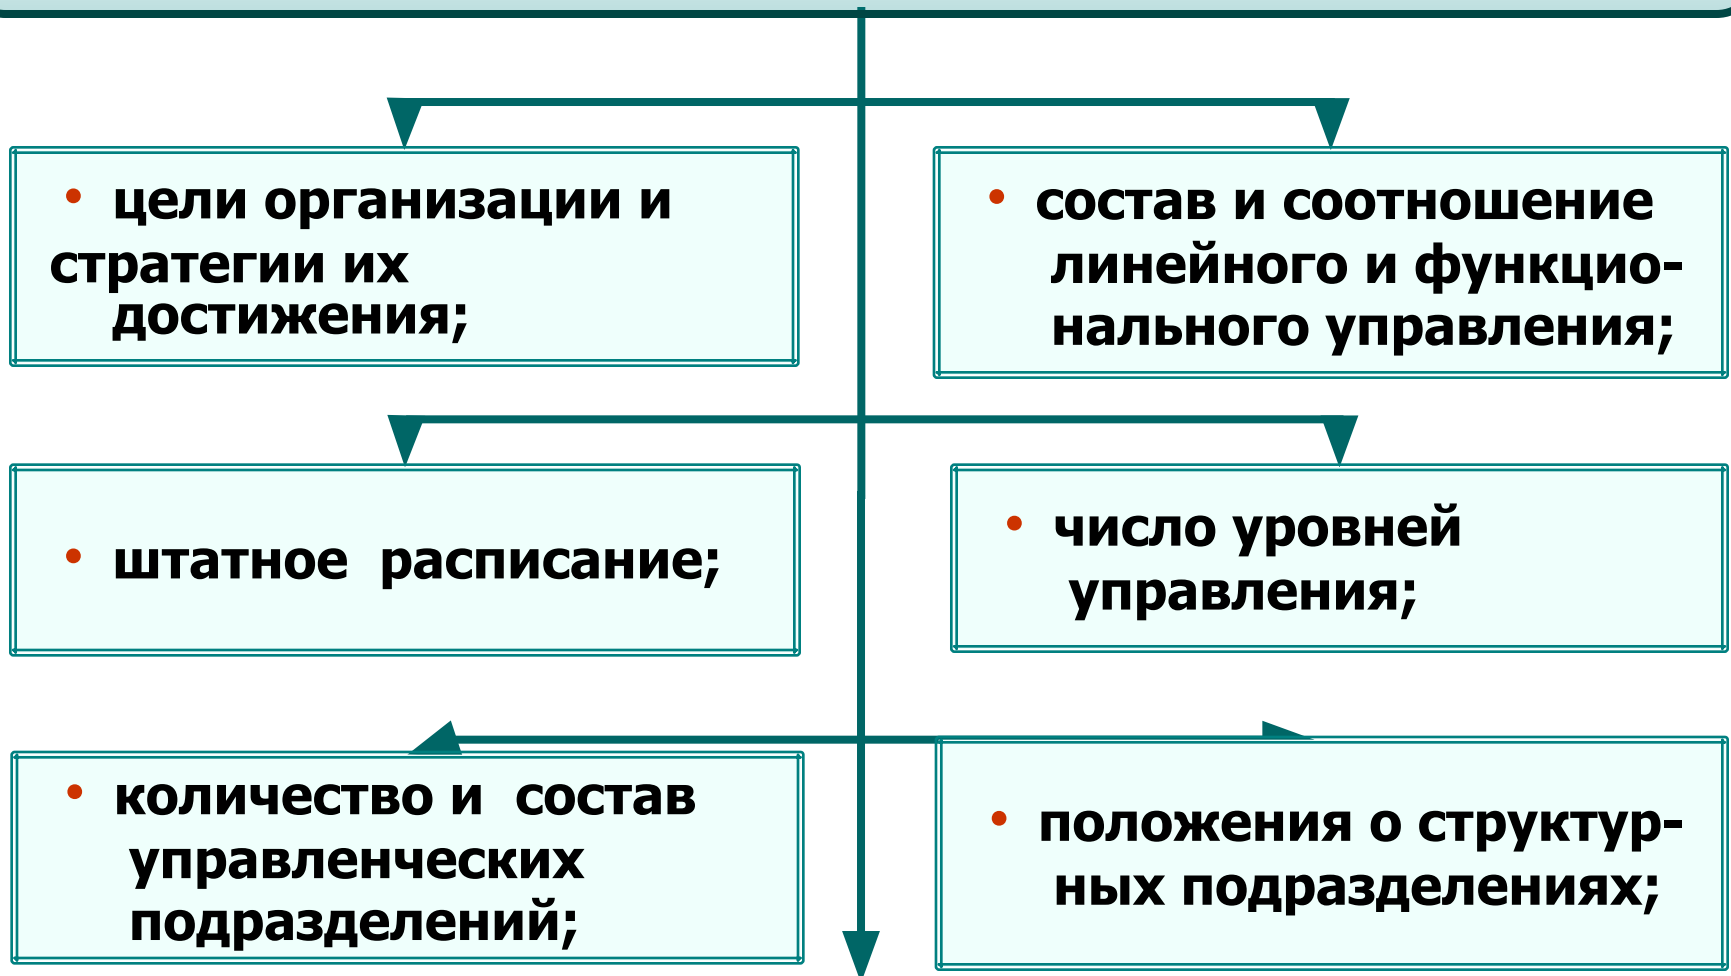 • цели организации и
стратегии их
достижения;
• состав и соотношение
линейного и функцио-
нального управления;
• штатное расписание;
• число уровней
управления;
• количество и состав
управленческих
подразделений;
• положения о структур-
ных подразделениях;